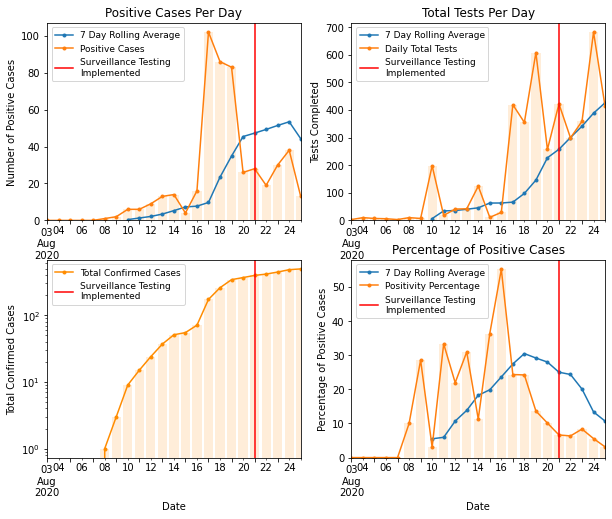 Positive Cases Per Day
Number of Positive Cases
100
80
60
40
20
0
7 Day Rolling Average
Positive Cases
Surveillance Testing
Implemented
03 04 06 08 10 12 14 16 18 20 22 24
Aug
2020
Total Tests Per Day
Tests Completed
700
600
500
400
300
200
100
0
7 Day Rolling Average
Daily Total Tests
Surveillance Testing
Implemented
03 04 06 08 10 12 14 16 18 20 22 24
Aug
2020
Total Confirmed Cases
10²
10¹
10⁰
Total Confirmed Cases
Surveillance Testing
Implemented
03 04 06 08 10 12 14 16 18 20 22 24
Aug
2020
Date
Percentage of Positive Cases
Percentage of Positive Cases
50
40
30
20
10
0
7 Day Rolling Average
Positivity Percentage
Surveillance Testing
Implemented
03 04 06 08 10 12 14 16 18 20 22 24
Aug
2020
Date